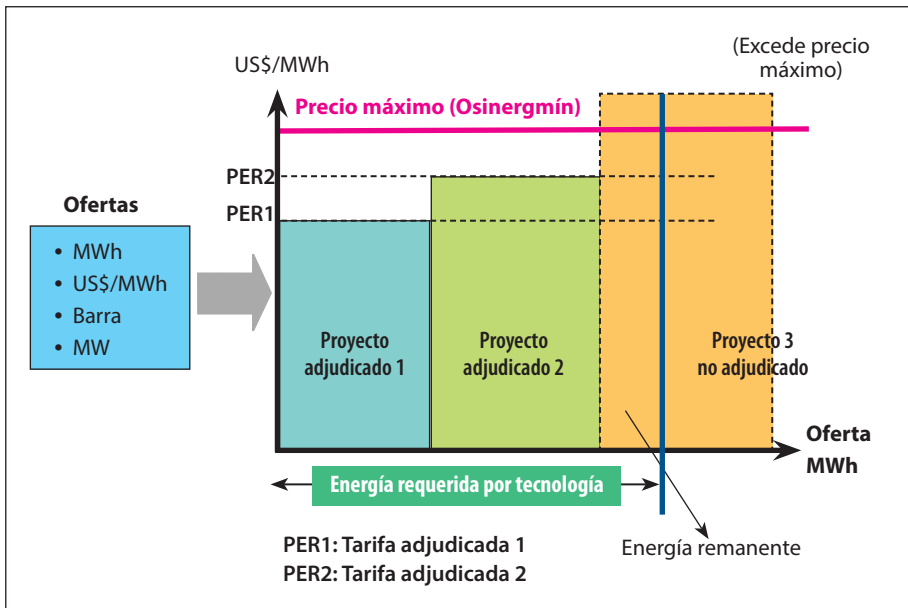 (Excede precio
máximo)
US$/MWh
Precio máximo (Osinergmín)
PER2
PER1
Ofertas
• MWh
• US$/MWh
• Barra
• MW
Proyecto
adjudicado 1
Proyecto
adjudicado 2
Proyecto 3
no adjudicado
Oferta
MWh
Energía requerida por tecnología
Energía remanente
PER1: Tarifa adjudicada 1
PER2: Tarifa adjudicada 2